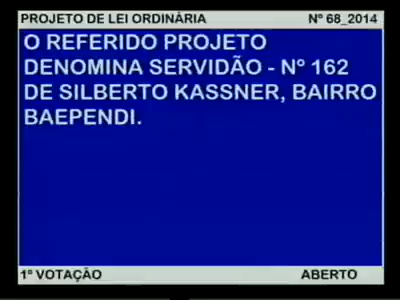 PROJETO DE LEI ORDINÁRIA Nº 68_2014
O REFERIDO PROJETO
DENOMINA SERVIDÃO - Nº 162
DE SILBERTO KASSNER, BAIRRO
BAEPENDI.
1º VOTAÇÃO ABERTO